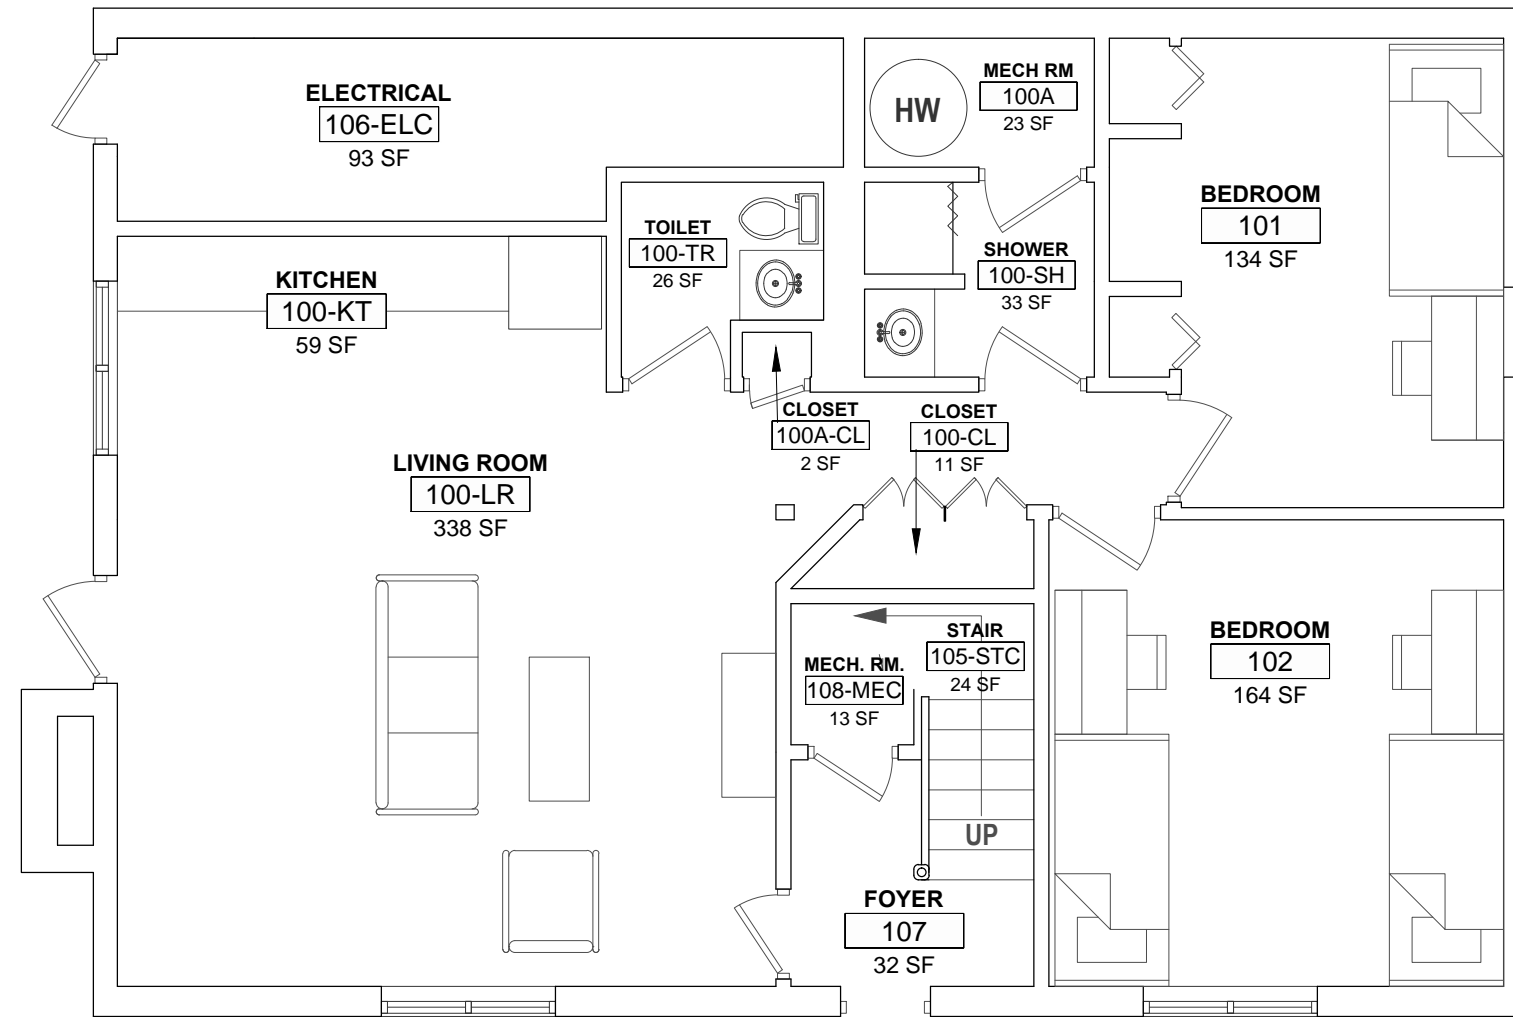 ELECTRICAL
106-ELC
93 SF
HW
MECH RM
100A
23 SF
BEDROOM
101
134 SF
TOILET
100-TR
26 SF
SHOWER
100-SH
33 SF
KITCHEN
100-KT
59 SF
CLOSET
100A-CL
2 SF
CLOSET
100-CL
11 SF
LIVING ROOM
100-LR
338 SF
STAIR
105-STC
24 SF
MECH. RM.
108-MEC
13 SF
BEDROOM
102
164 SF
UP
FOYER
107
32 SF